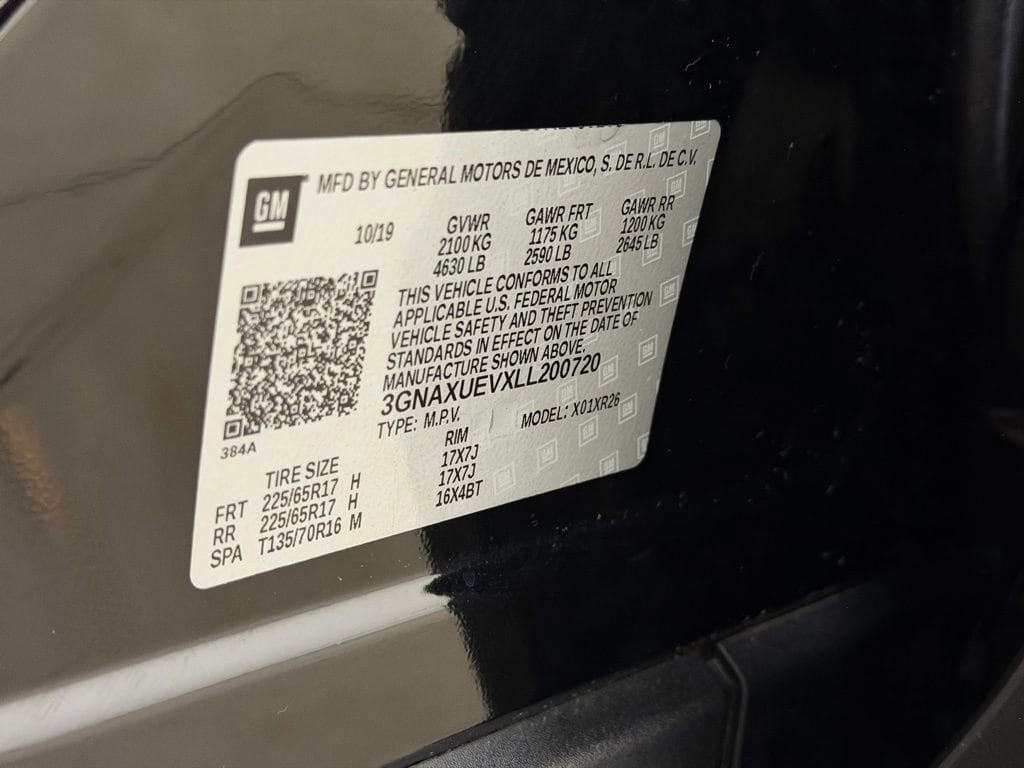 GM
MFD BY GENERAL MOTORS DE MEXICO, S. DE R.L. DE C.V.
10/19
GVWR GAWR FRT GAWR RR
2100 KG 1175 KG 1200 KG
4630 LB 2590 LB 2645 LB
THIS VEHICLE CONFORMS TO ALL
APPLICABLE U.S. FEDERAL MOTOR
VEHICLE SAFETY AND THEFT PREVENTION
STANDARDS IN EFFECT ON THE DATE OF
MANUFACTURE SHOWN ABOVE.
3GNAXUEVXLL200720
TYPE: M.P.V. MODEL: X01XR26
384A
TIRE SIZE RIM
FRT 225/65R17 H 17X7J
RR 225/65R17 H 17X7J
SPA T135/70R16 M 16X4BT